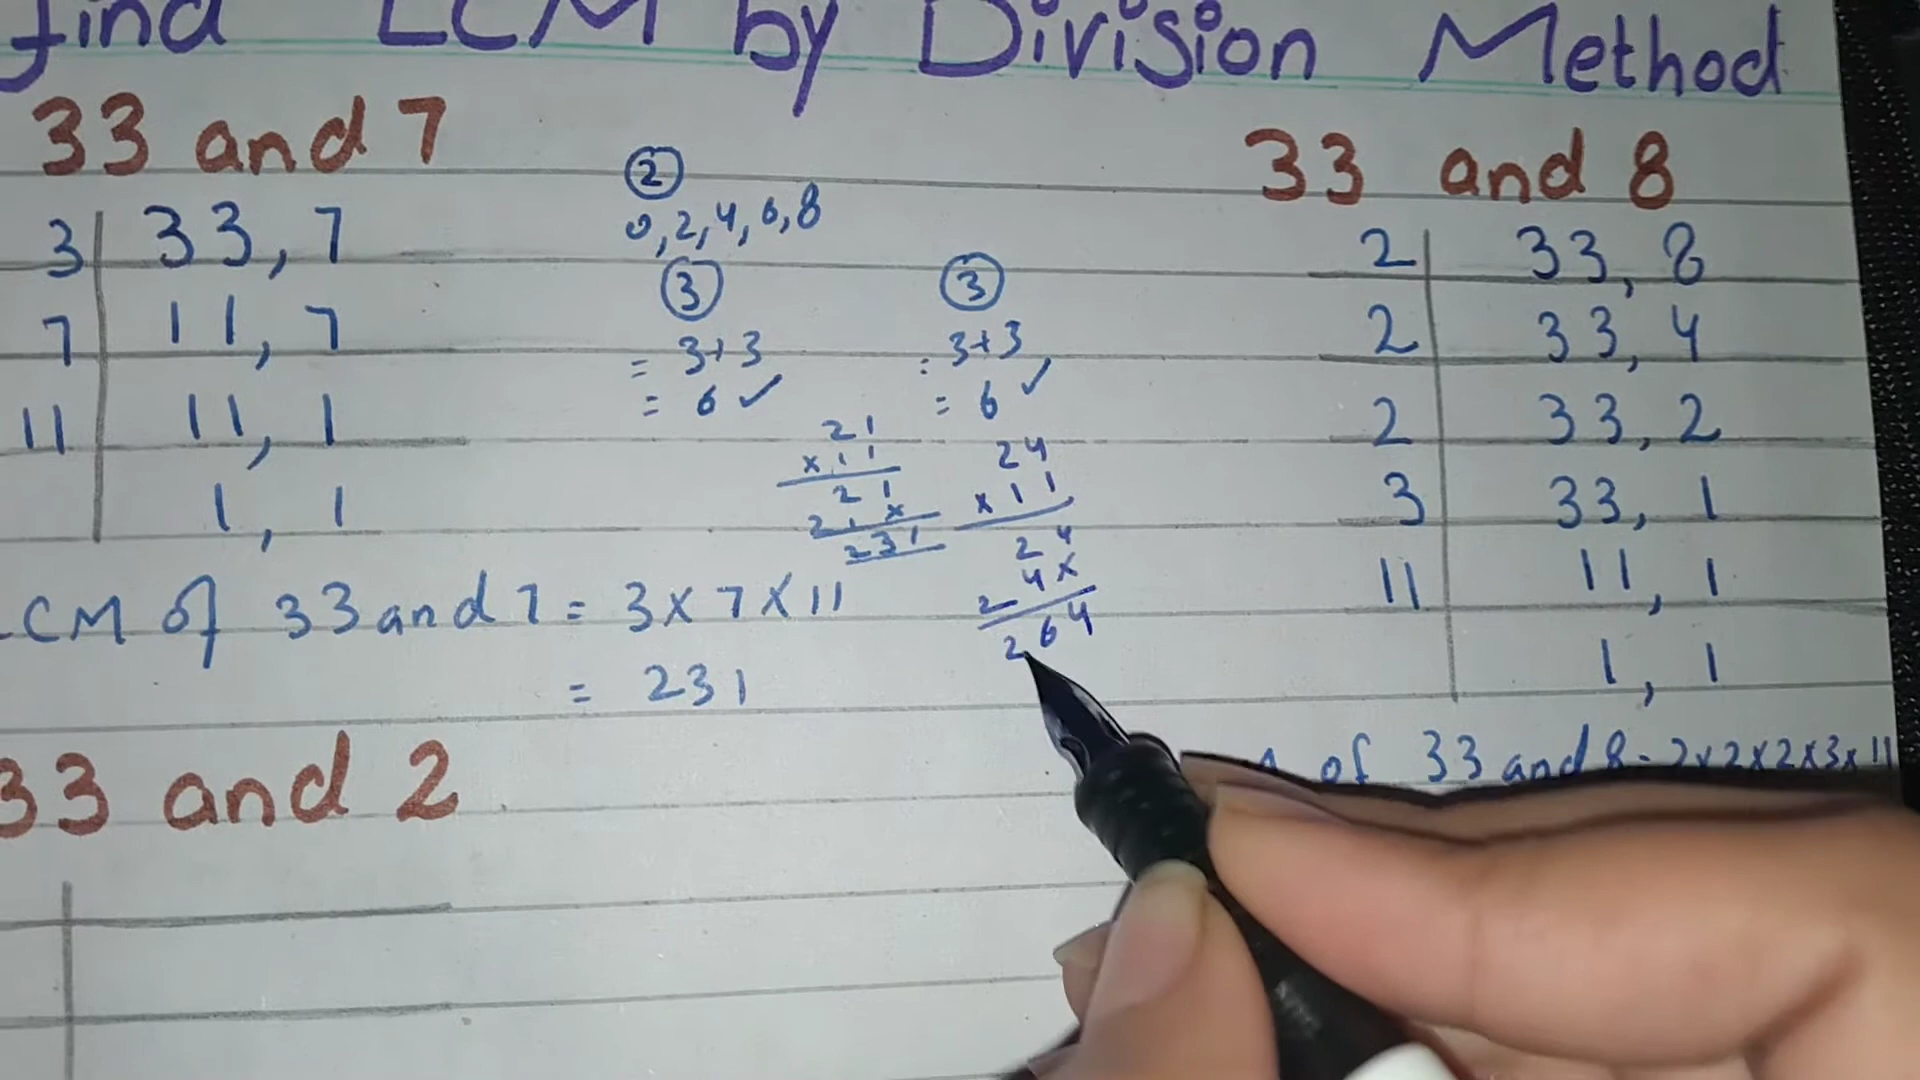 find LCM by Division Method
33 and 7
3 | 33, 7
7 | 11, 7
11 | 11, 1
1, 1
LCM of 33 and 7 = 3 x 7 x 11
= 231
33 and 2
2
0, 2, 4, 6, 8
3
= 3+3
= 6 ✓
3
= 3+3
= 6 ✓
21
x 11
21
21x
231
24
x 11
24
24x
264
33 and 8
2 | 33, 8
2 | 33, 4
2 | 33, 2
3 | 33, 1
11 | 11, 1
1, 1
of 33 and 8 = 2x2x2x3x11